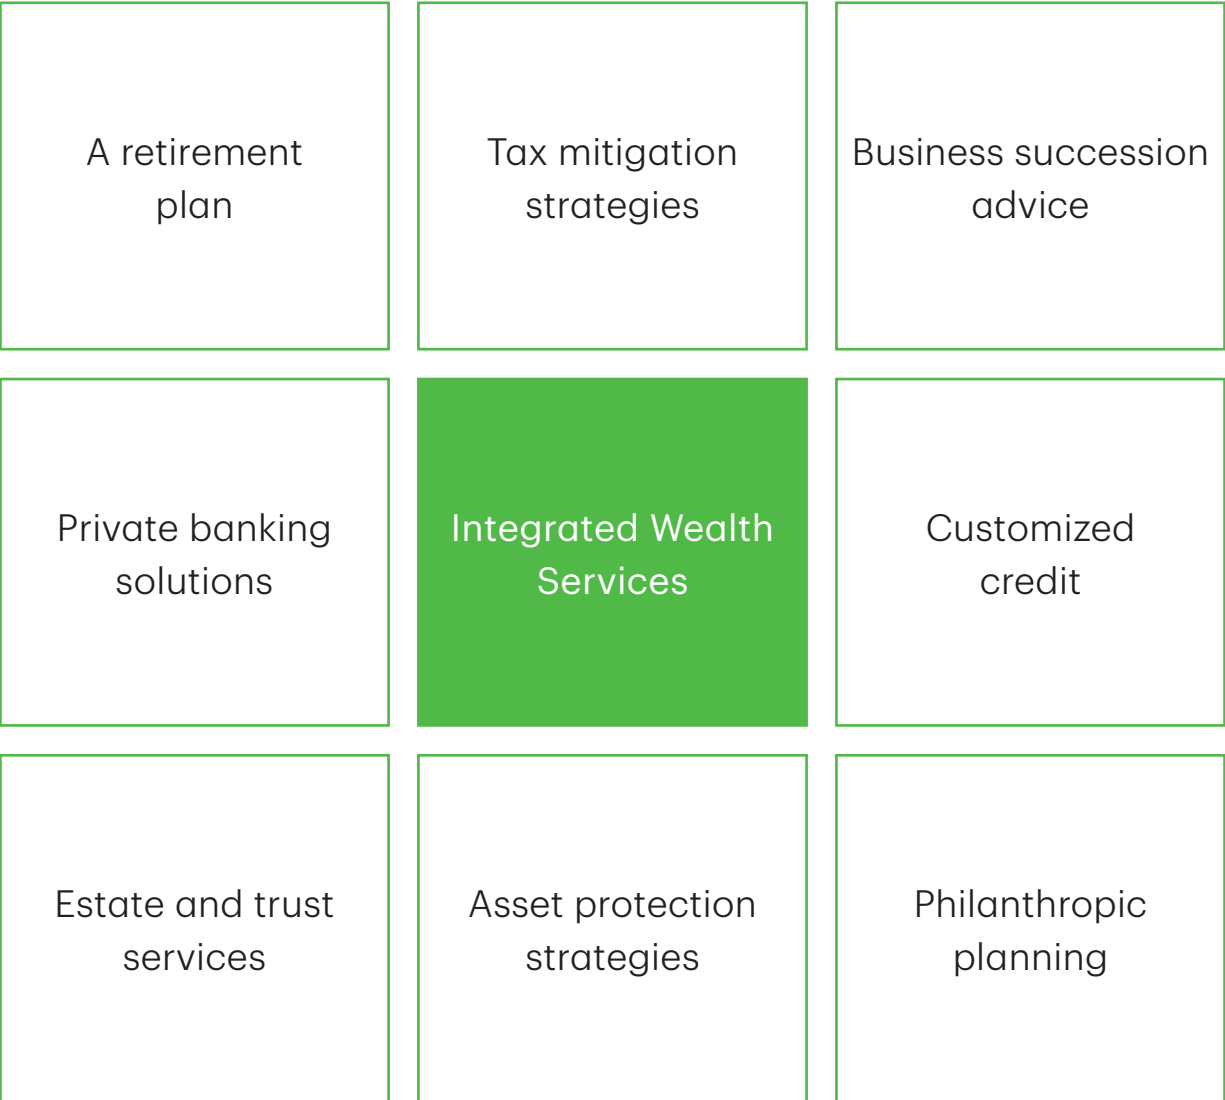 A retirement
plan
Tax mitigation
strategies
Business succession
advice
Private banking
solutions
Integrated Wealth
Services
Customized
credit
Estate and trust
services
Asset protection
strategies
Philanthropic
planning